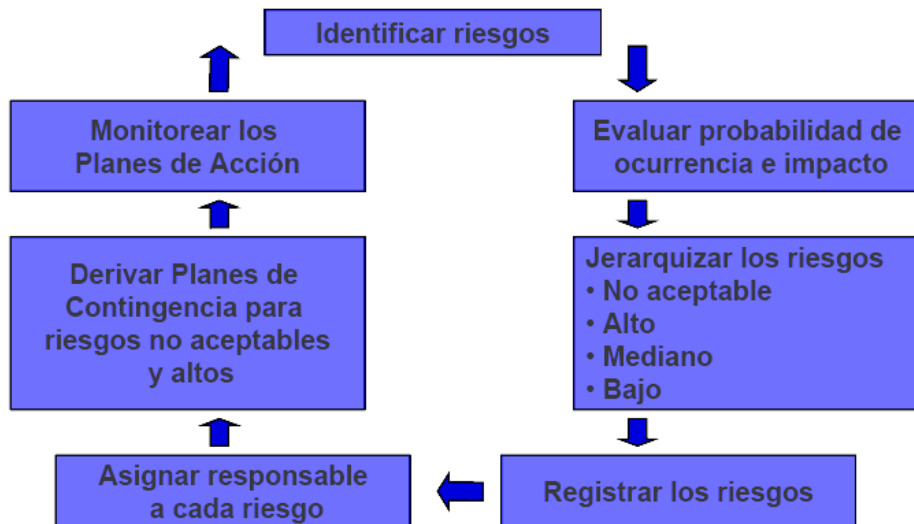 Identificar riesgos
Evaluar probabilidad de
ocurrencia e impacto
Jerarquizar los riesgos
• No aceptable
• Alto
• Mediano
• Bajo
Registrar los riesgos
Asignar responsable
a cada riesgo
Derivar Planes de
Contingencia para
riesgos no aceptables
y altos
Monitorear los
Planes de Acción